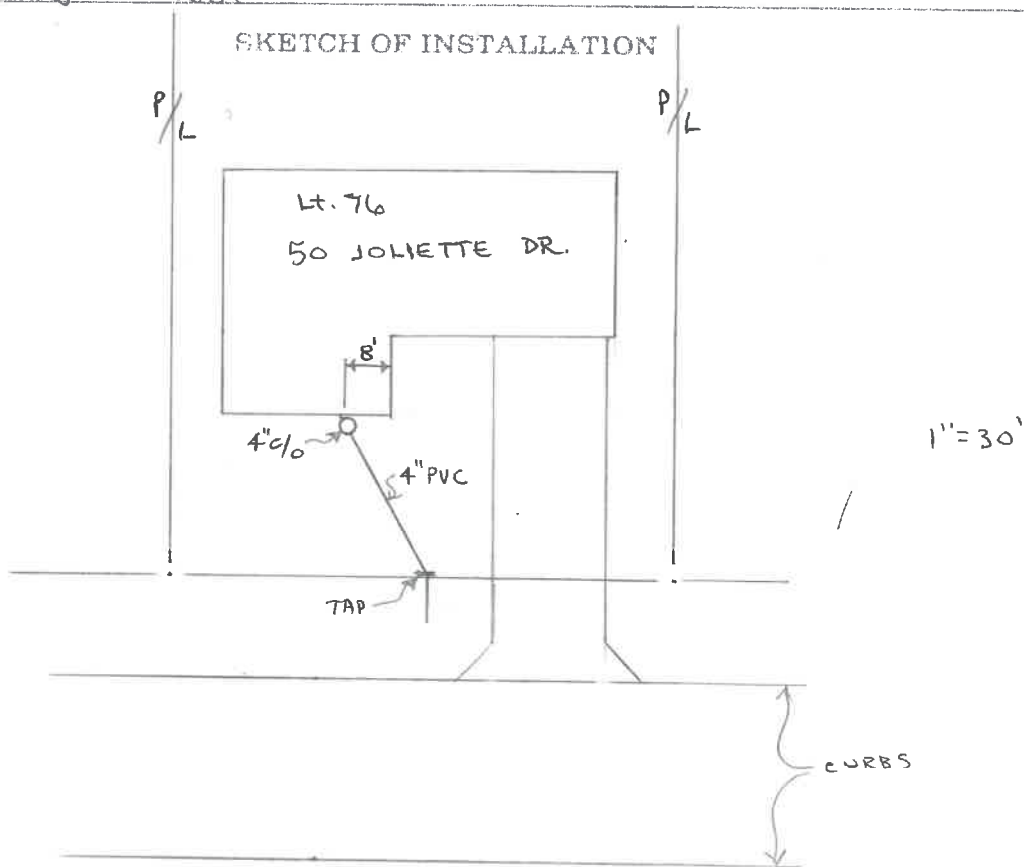 SKETCH OF INSTALLATION
P/L
P/L
Lt. 76
50 JOLIETTE DR.
8'
4" c/o
4" PVC
1"=30'
TAP
CURBS